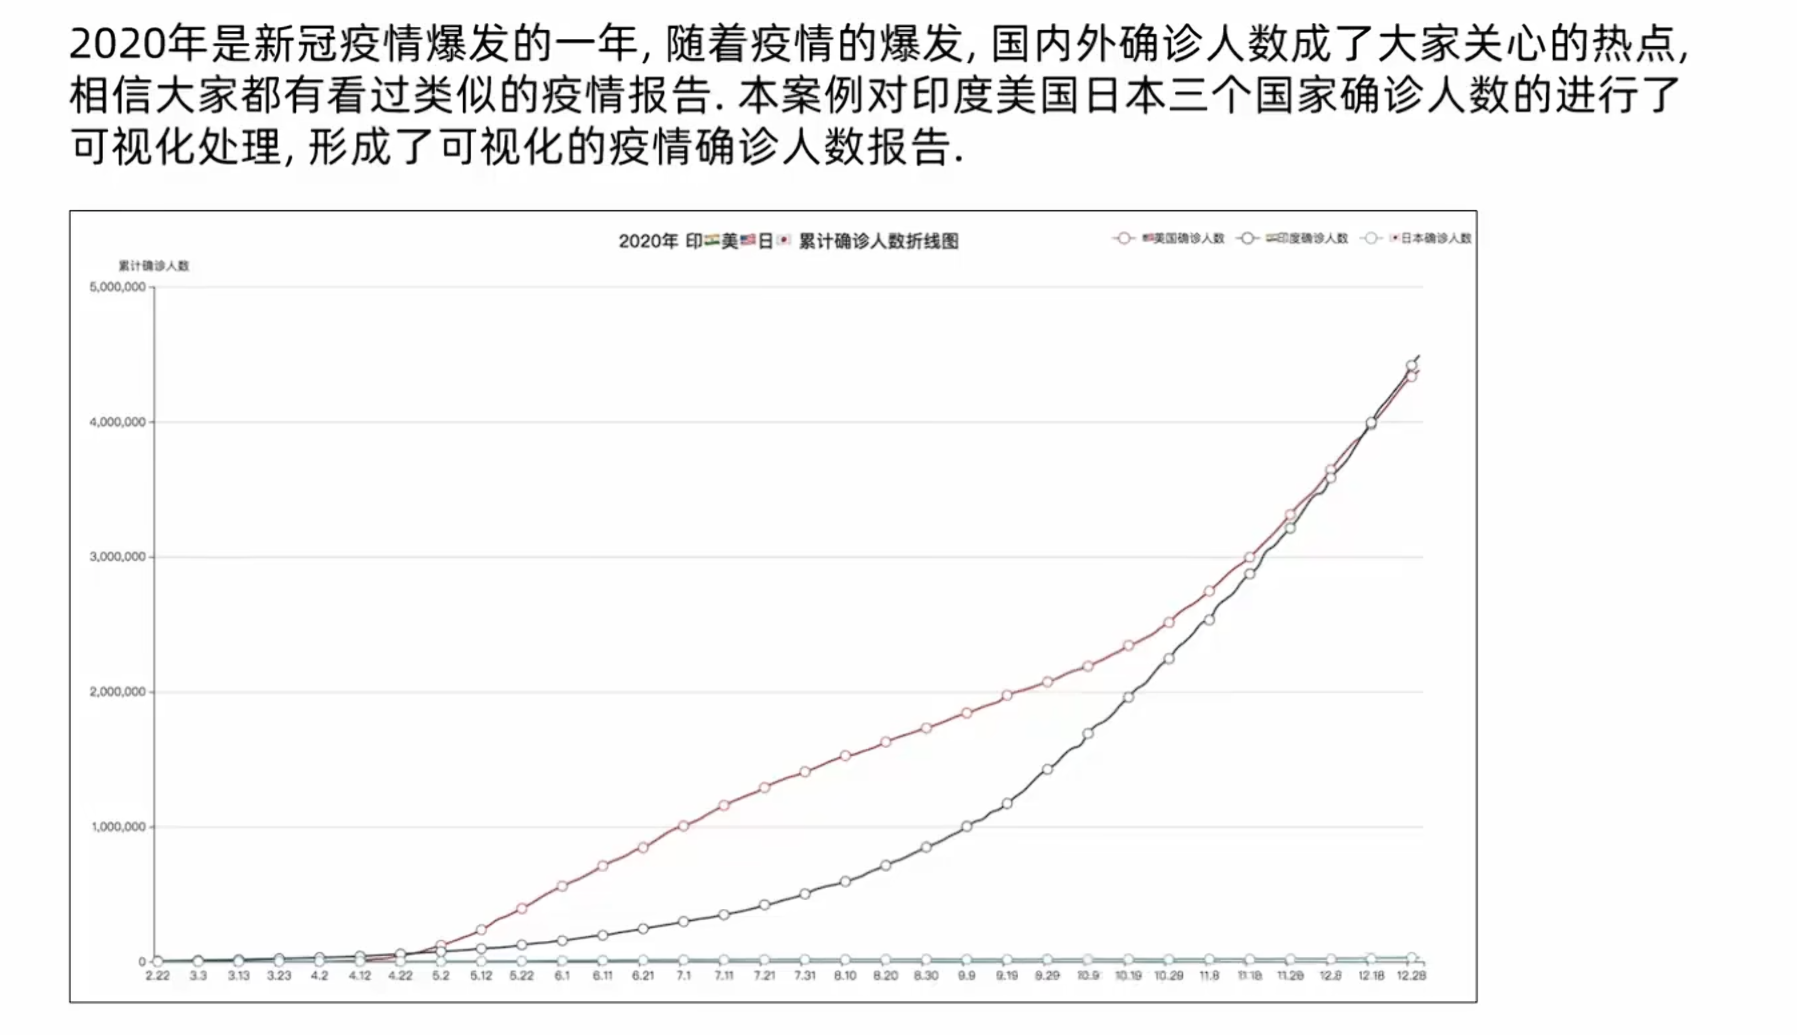 2020年是新冠疫情爆发的一年, 随着疫情的爆发, 国内外确诊人数成了大家关心的热点,
相信大家都有看过类似的疫情报告. 本案例对印度美国日本三个国家确诊人数的进行了
可视化处理, 形成了可视化的疫情确诊人数报告.
2020年 印🇮🇳美🇺🇸日🇯🇵 累计确诊人数折线图
🇺🇸美国确诊人数 🇮🇳印度确诊人数 🇯🇵日本确诊人数
累计确诊人数
5,000,000
4,000,000
3,000,000
2,000,000
1,000,000
0
2.22 3.3 3.13 3.23 4.2 4.12 4.22 5.2 5.12 5.22 6.1 6.11 6.21 7.1 7.11 7.21 7.31 8.10 8.20 8.30 9.9 9.19 9.29 10.9 10.19 10.29 11.8 11.18 11.28 12.8 12.18 12.28